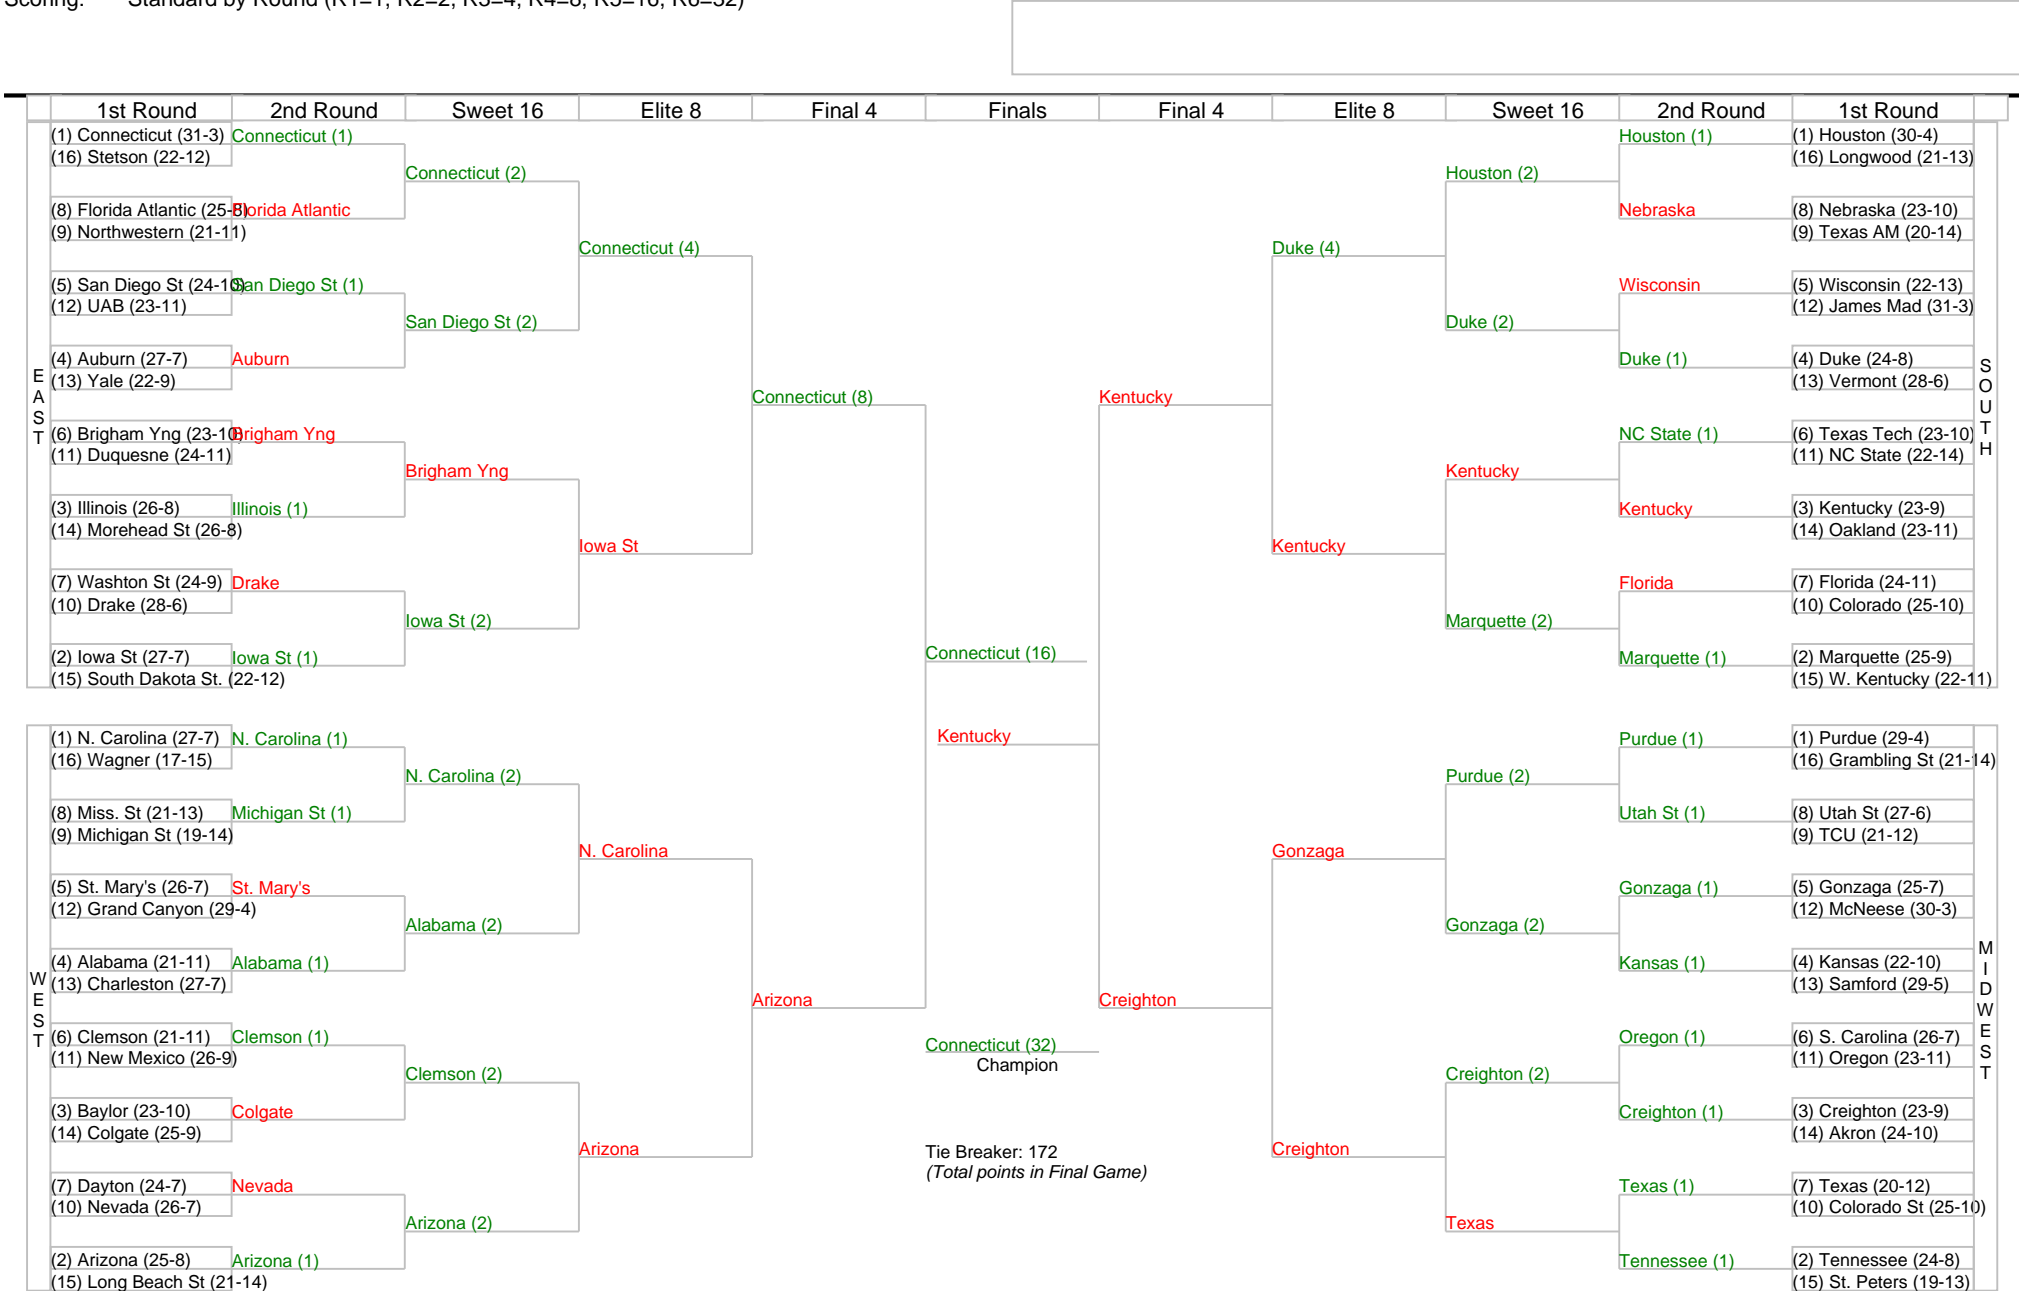 Scoring: Standard by Round (R1=1, R2=2, R3=4, R4=8, R5=16, R6=32)
1st Round 2nd Round Sweet 16 Elite 8 Final 4 Finals Final 4 Elite 8 Sweet 16 2nd Round 1st Round
EAST
(1) Connecticut (31-3)
(16) Stetson (22-12)
(8) Florida Atlantic (25-8)
(9) Northwestern (21-11)
(5) San Diego St (24-10)
(12) UAB (23-11)
(4) Auburn (27-7)
(13) Yale (22-9)
(6) Brigham Yng (23-10)
(11) Duquesne (24-11)
(3) Illinois (26-8)
(14) Morehead St (26-8)
(7) Washton St (24-9)
(10) Drake (28-6)
(2) Iowa St (27-7)
(15) South Dakota St. (22-12)
Connecticut (1)
Florida Atlantic
San Diego St (1)
Auburn
Brigham Yng
Illinois (1)
Drake
Iowa St (1)
Connecticut (2)
San Diego St (2)
Brigham Yng
Iowa St (2)
Connecticut (4)
Iowa St
Connecticut (8)
WEST
(1) N. Carolina (27-7)
(16) Wagner (17-15)
(8) Miss. St (21-13)
(9) Michigan St (19-14)
(5) St. Mary's (26-7)
(12) Grand Canyon (29-4)
(4) Alabama (21-11)
(13) Charleston (27-7)
(6) Clemson (21-11)
(11) New Mexico (26-9)
(3) Baylor (23-10)
(14) Colgate (25-9)
(7) Dayton (24-7)
(10) Nevada (26-7)
(2) Arizona (25-8)
(15) Long Beach St (21-14)
N. Carolina (1)
Michigan St (1)
St. Mary's
Alabama (1)
Clemson (1)
Colgate
Nevada
Arizona (1)
N. Carolina (2)
Alabama (2)
Clemson (2)
Arizona (2)
N. Carolina
Arizona
Arizona
Connecticut (16)
Kentucky
Connecticut (32)
Champion
Tie Breaker: 172
(Total points in Final Game)
Kentucky
Creighton
Duke (4)
Kentucky
Houston (2)
Duke (2)
Kentucky
Marquette (2)
Houston (1)
Nebraska
Wisconsin
Duke (1)
NC State (1)
Kentucky
Florida
Marquette (1)
(1) Houston (30-4)
(16) Longwood (21-13)
(8) Nebraska (23-10)
(9) Texas AM (20-14)
(5) Wisconsin (22-13)
(12) James Mad (31-3)
(4) Duke (24-8)
(13) Vermont (28-6)
(6) Texas Tech (23-10)
(11) NC State (22-14)
(3) Kentucky (23-9)
(14) Oakland (23-11)
(7) Florida (24-11)
(10) Colorado (25-10)
(2) Marquette (25-9)
(15) W. Kentucky (22-11)
SOUTH
Gonzaga
Creighton
Purdue (2)
Gonzaga (2)
Creighton (2)
Texas
Purdue (1)
Utah St (1)
Gonzaga (1)
Kansas (1)
Oregon (1)
Creighton (1)
Texas (1)
Tennessee (1)
(1) Purdue (29-4)
(16) Grambling St (21-14)
(8) Utah St (27-6)
(9) TCU (21-12)
(5) Gonzaga (25-7)
(12) McNeese (30-3)
(4) Kansas (22-10)
(13) Samford (29-5)
(6) S. Carolina (26-7)
(11) Oregon (23-11)
(3) Creighton (23-9)
(14) Akron (24-10)
(7) Texas (20-12)
(10) Colorado St (25-10)
(2) Tennessee (24-8)
(15) St. Peters (19-13)
MIDWEST